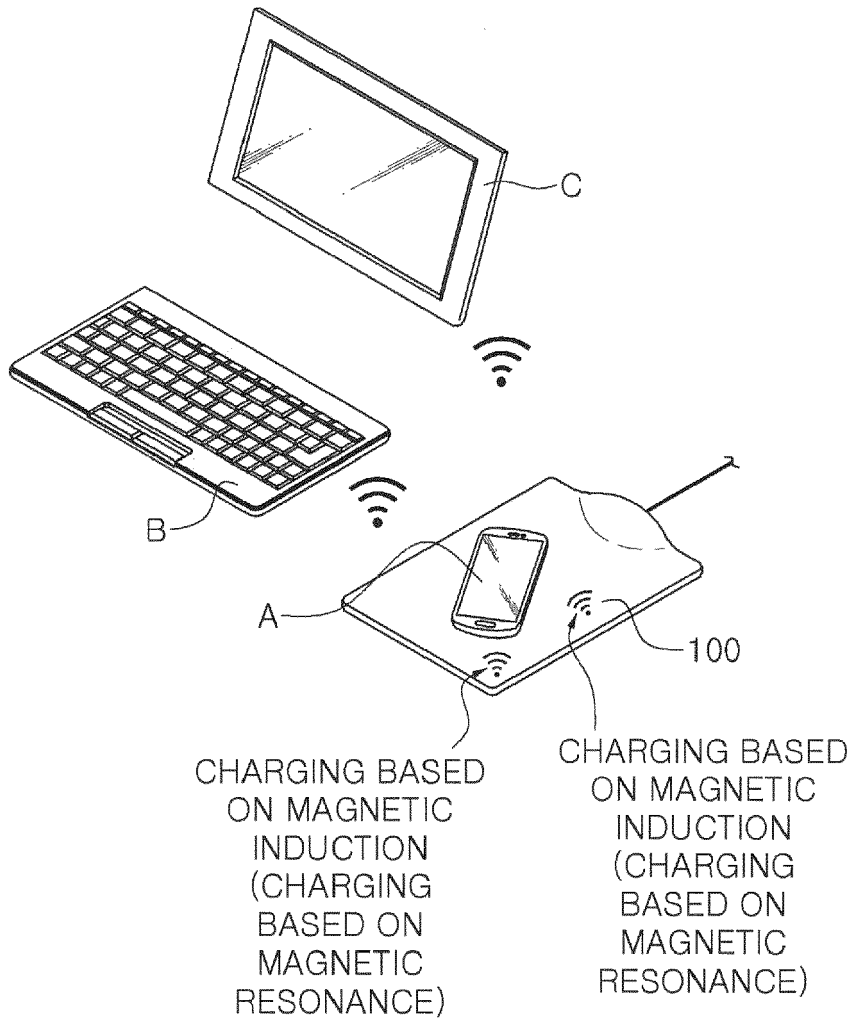 C
B
A
100
CHARGING BASED
ON MAGNETIC
INDUCTION
(CHARGING
BASED ON
MAGNETIC
RESONANCE)
CHARGING BASED
ON MAGNETIC
INDUCTION
(CHARGING
BASED ON
MAGNETIC
RESONANCE)